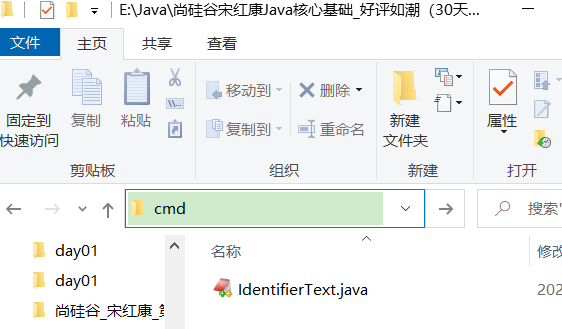 E:\Java\尚硅谷宋红康Java核心基础_好评如潮（30天...
文件 主页 共享 查看
固定到
快速访问
复制
粘贴
移动到
复制到
删除
重命名
新建
文件夹
属性
剪贴板 组织 新建 打开
cmd
搜索"
day01
day01
尚硅谷_宋红康_第
名称 修改
IdentifierText.java 202